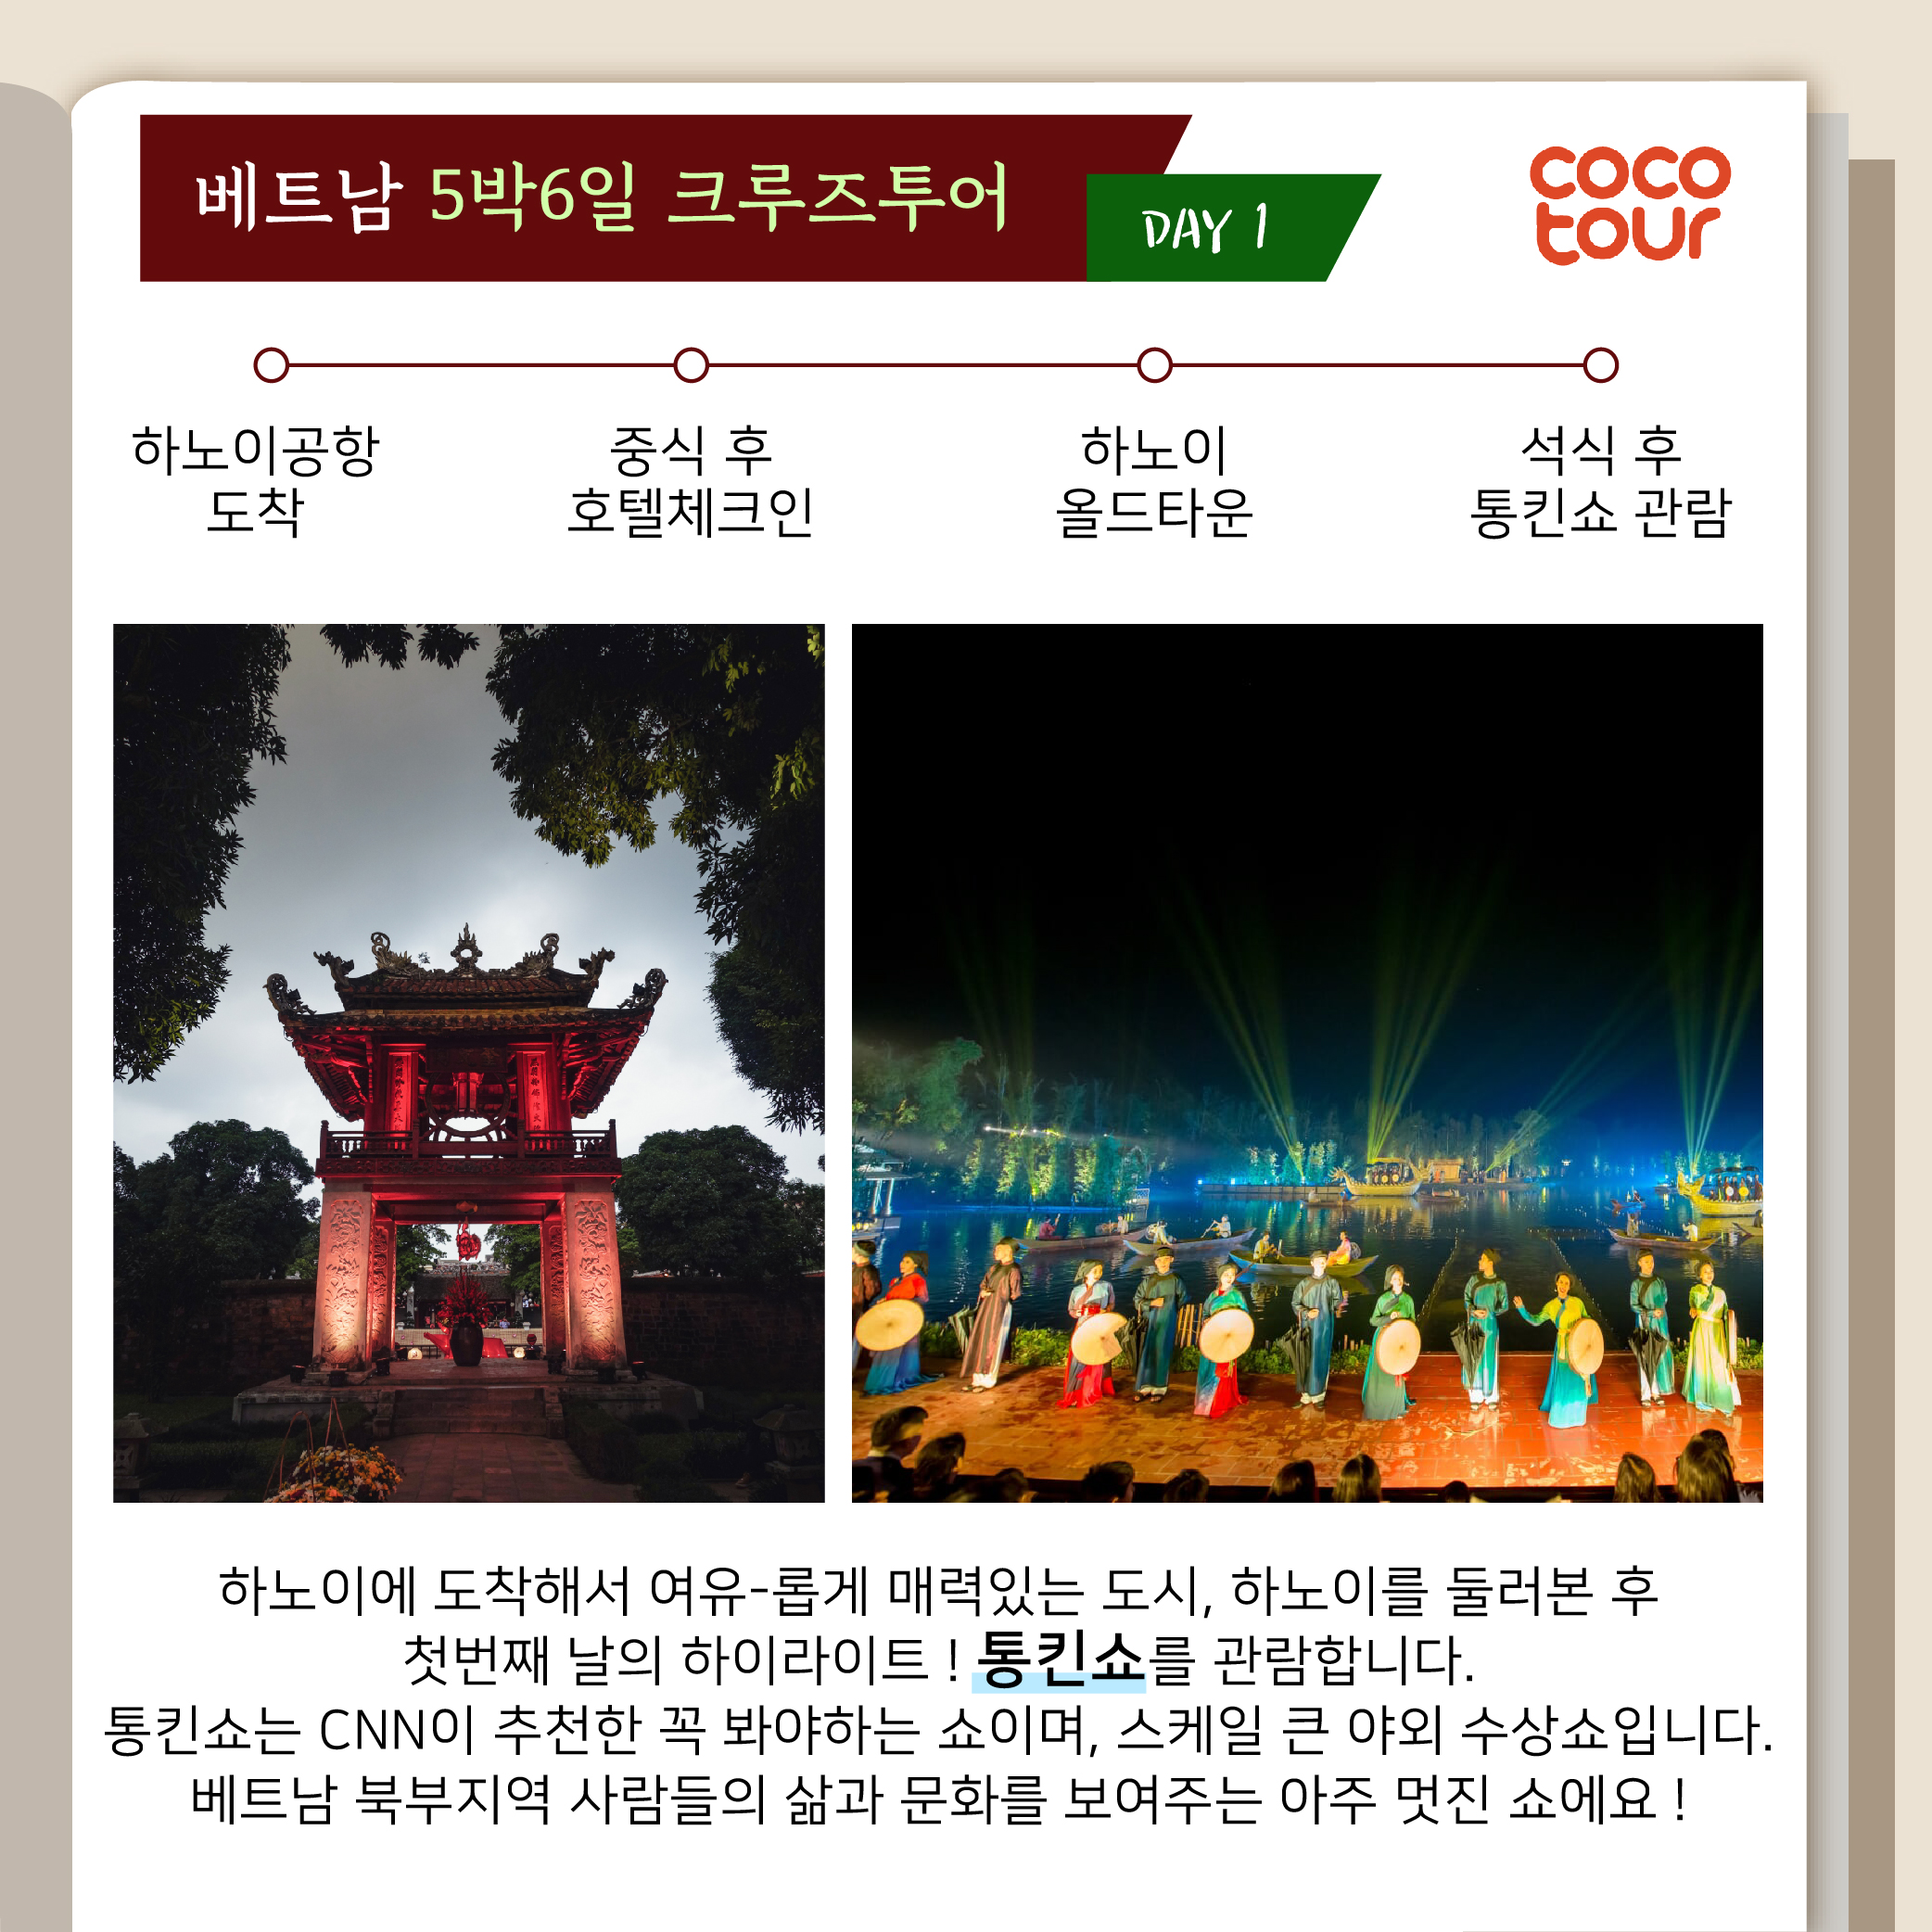 베트남 5박6일 크루즈투어
DAY 1
coco
tour
하노이공항
도착
중식 후
호텔체크인
하노이
올드타운
석식 후
통킨쇼 관람
하노이에 도착해서 여유-롭게 매력있는 도시, 하노이를 둘러본 후
첫번째 날의 하이라이트 ! 통킨쇼를 관람합니다.
통킨쇼는 CNN이 추천한 꼭 봐야하는 쇼이며, 스케일 큰 야외 수상쇼입니다.
베트남 북부지역 사람들의 삶과 문화를 보여주는 아주 멋진 쇼에요 !